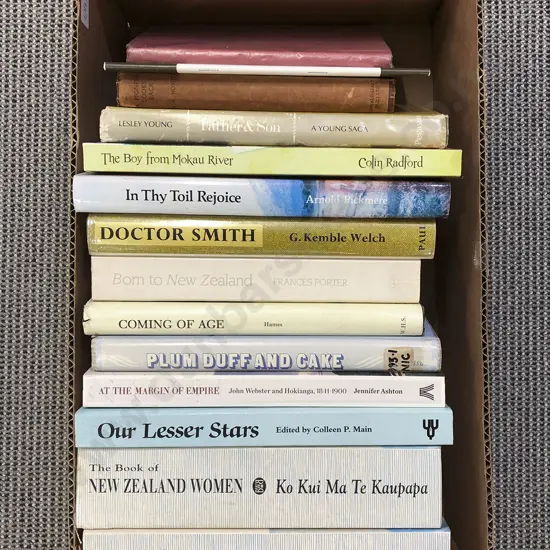 LESLEY YOUNG Father & Son A YOUNG SAGA
The Boy from Mokau River Colin Radford
In Thy Toil Rejoice Arnold Pickmere
DOCTOR SMITH G. Kemble Welch PAUL
Born to New Zealand FRANCES PORTER
COMING OF AGE Hames W.H.S.
PLUM DUFF AND CAKE
AT THE MARGIN OF EMPIRE John Webster and Hokianga, 1841-1900 Jennifer Ashton
Our Lesser Stars Edited by Colleen P. Main
The Book of
NEW ZEALAND WOMEN Ko Kui Ma Te Kaupapa